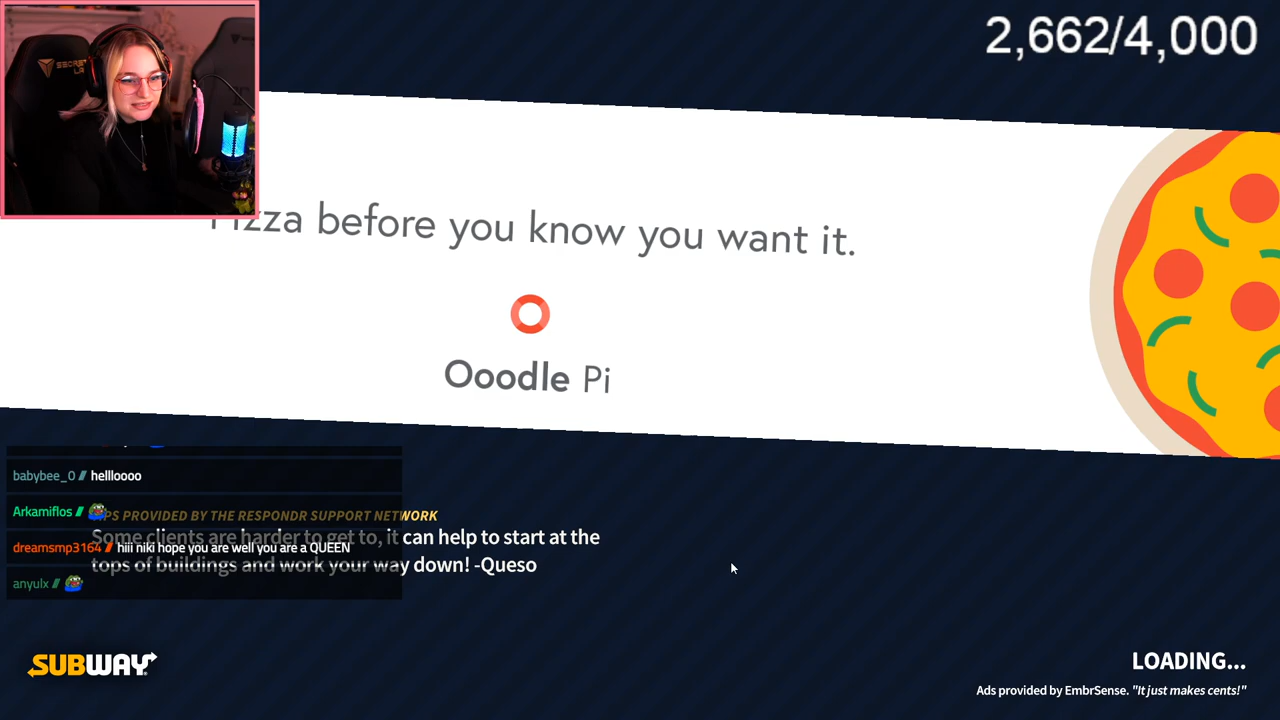 2,662/4,000
SECRET LAB
Pizza before you know you want it.
Ooodle Pi
babybee_0 // hellloooo
Arkamiflos //
TIPS PROVIDED BY THE RESPONDR SUPPORT NETWORK
Some clients are harder to get to, it can help to start at the
dreamsmp3164 // hiii niki hope you are well you are a QUEEN
tops of buildings and work your way down! -Queso
anyulx //
SUBWAY
LOADING...
Ads provided by EmbrSense. "It just makes cents!"